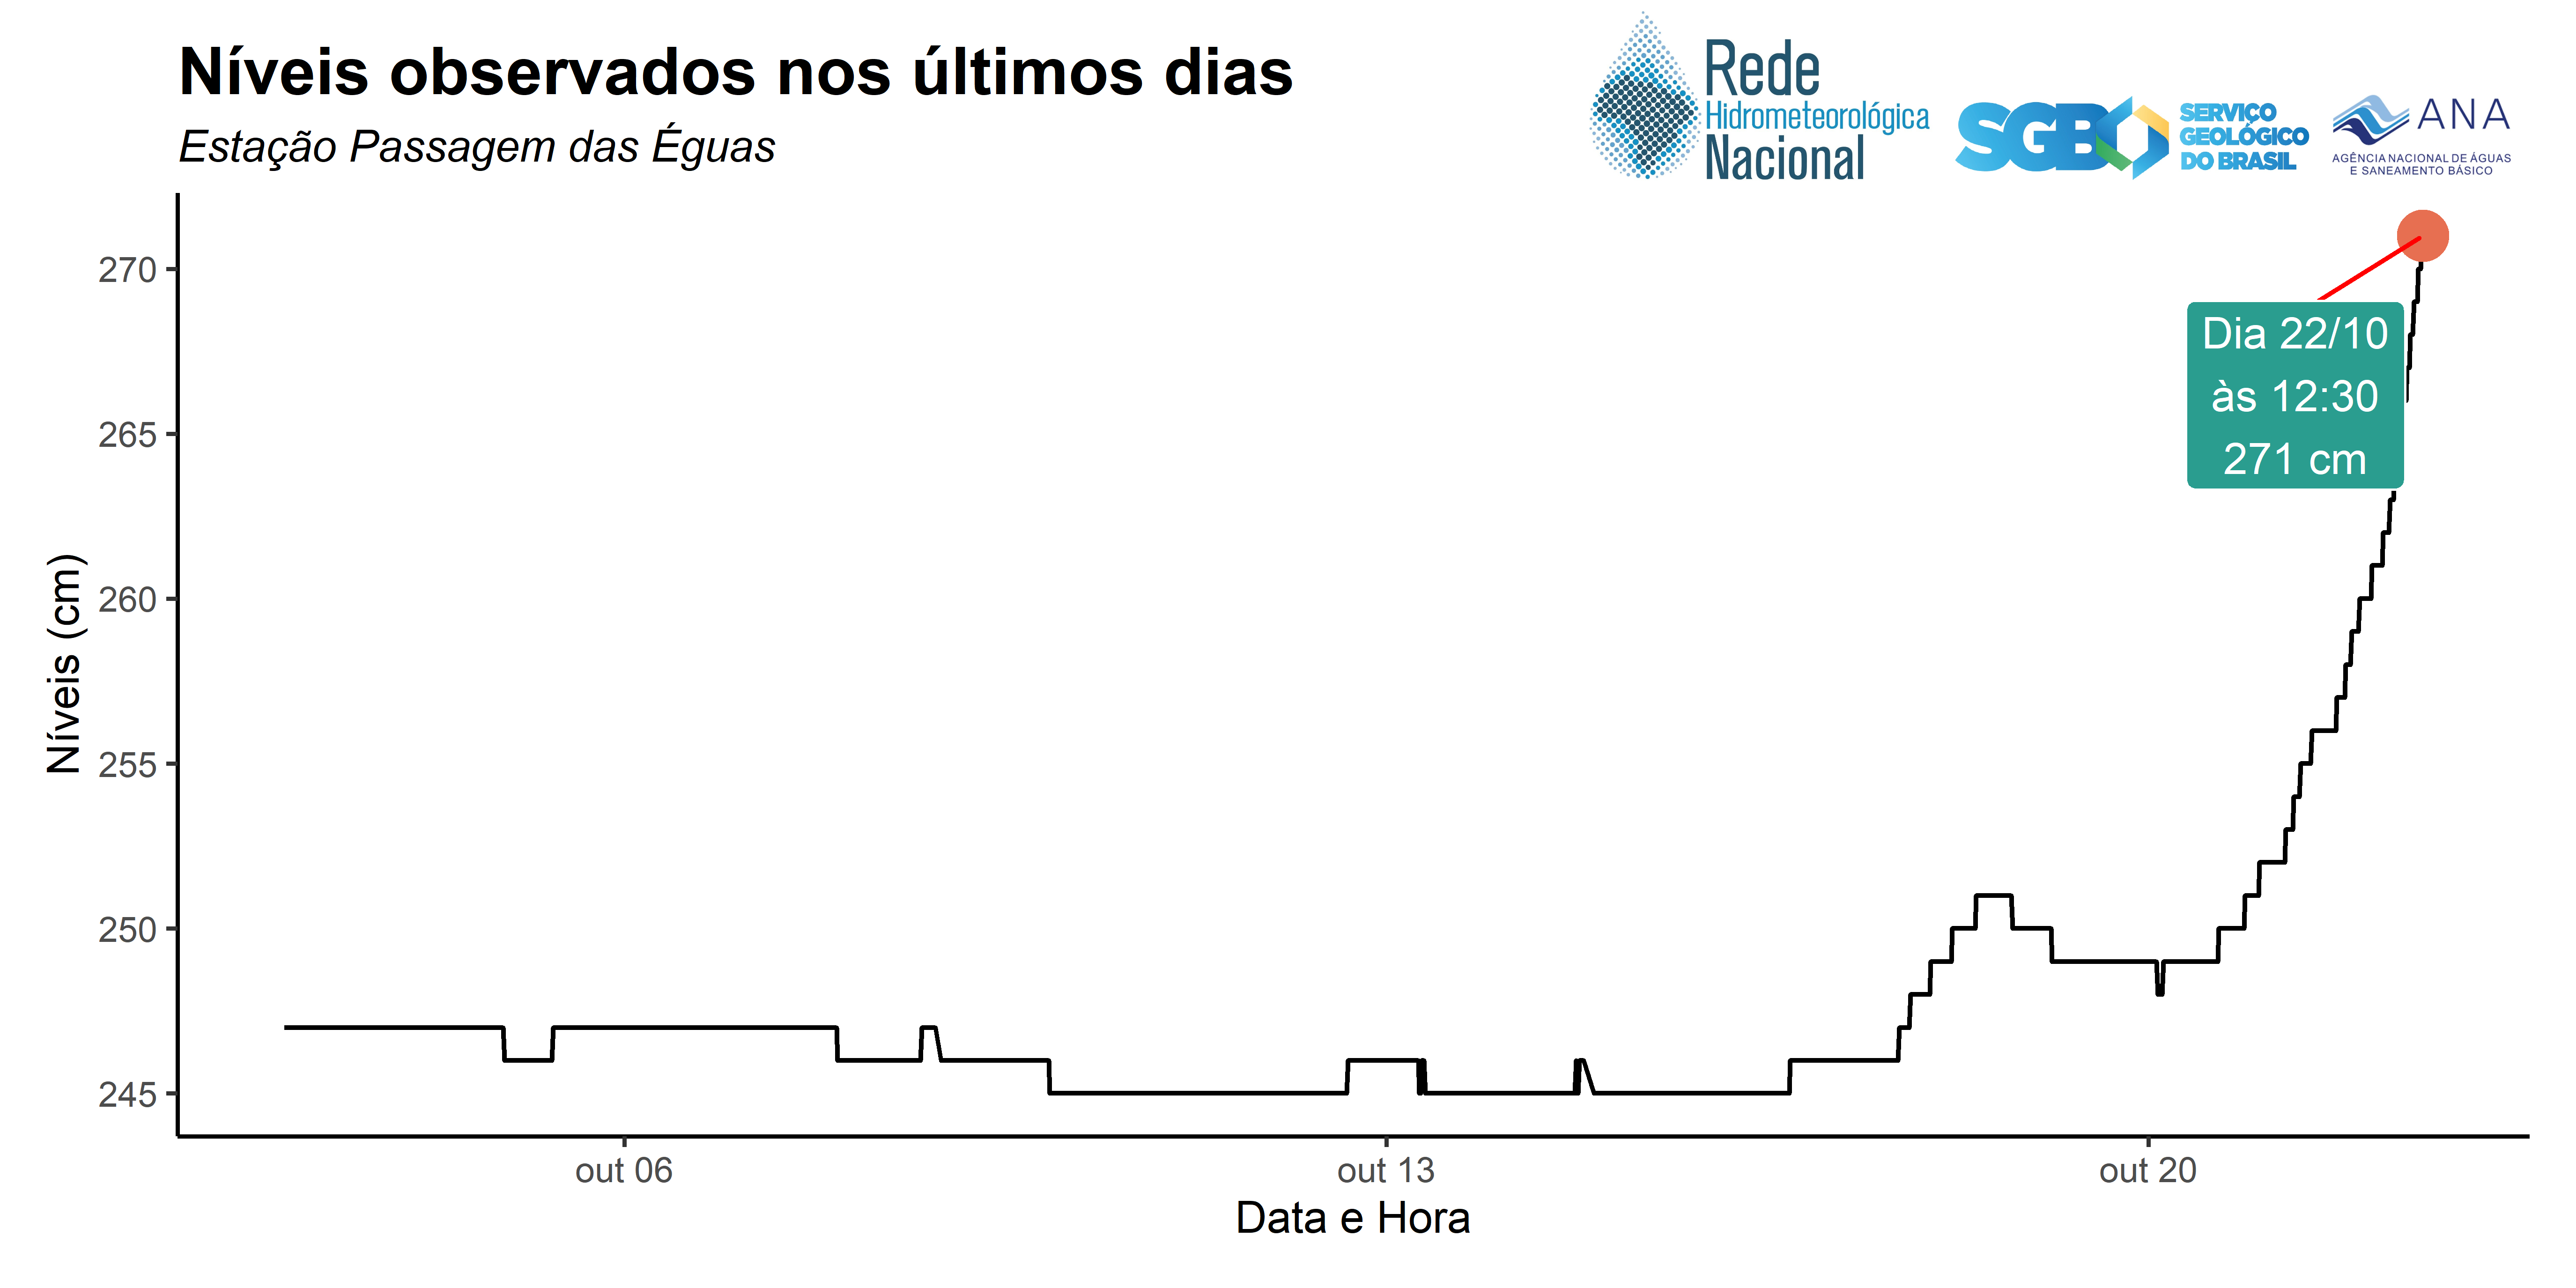 Níveis observados nos últimos dias
Estação Passagem das Éguas
Rede
Hidrometeorológica
Nacional
SGB
SERVIÇO
GEOLÓGICO
DO BRASIL
ANA
AGÊNCIA NACIONAL DE ÁGUAS
E SANEAMENTO BÁSICO
Níveis (cm)
270
265
260
255
250
245
Dia 22/10
às 12:30
271 cm
out 06
out 13
out 20
Data e Hora